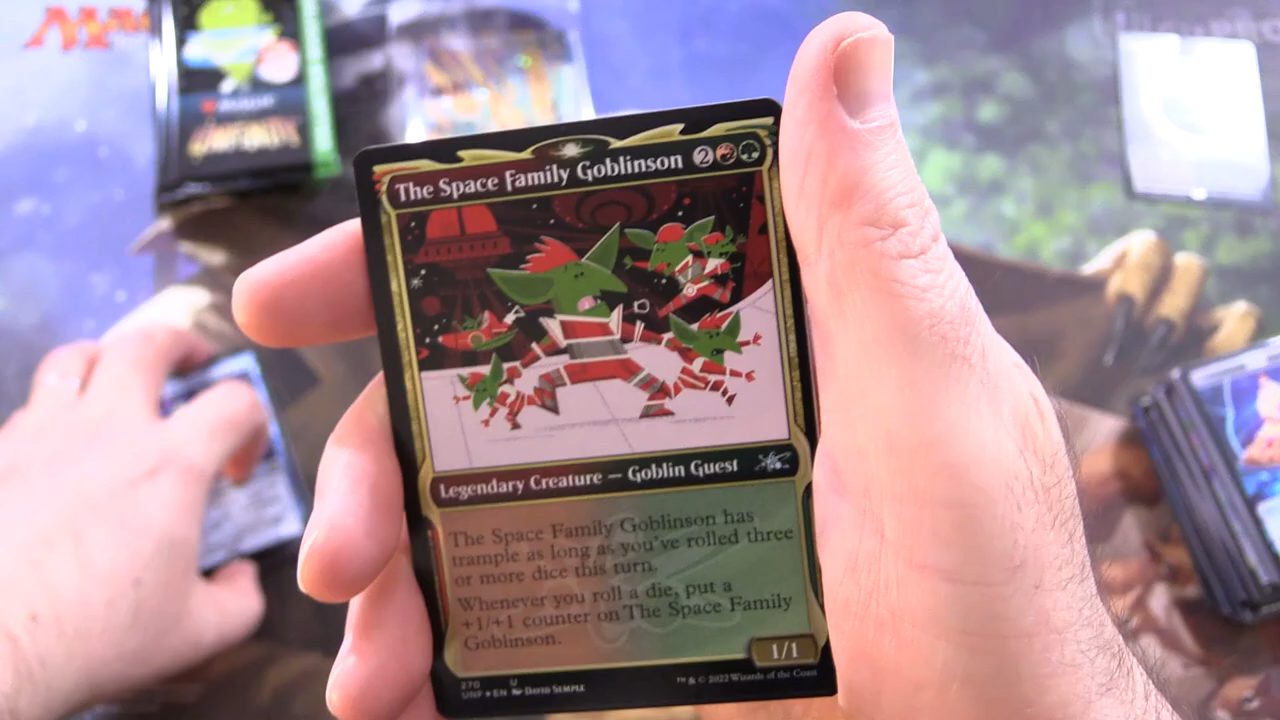 The Space Family Goblinson 2
Legendary Creature — Goblin Guest
The Space Family Goblinson has
trample as long as you've rolled three
or more dice this turn.
Whenever you roll a die, put a
+1/+1 counter on The Space Family
Goblinson.
1/1
270 U
UNF EN David Semple
™ & © 2022 Wizards of the Coast